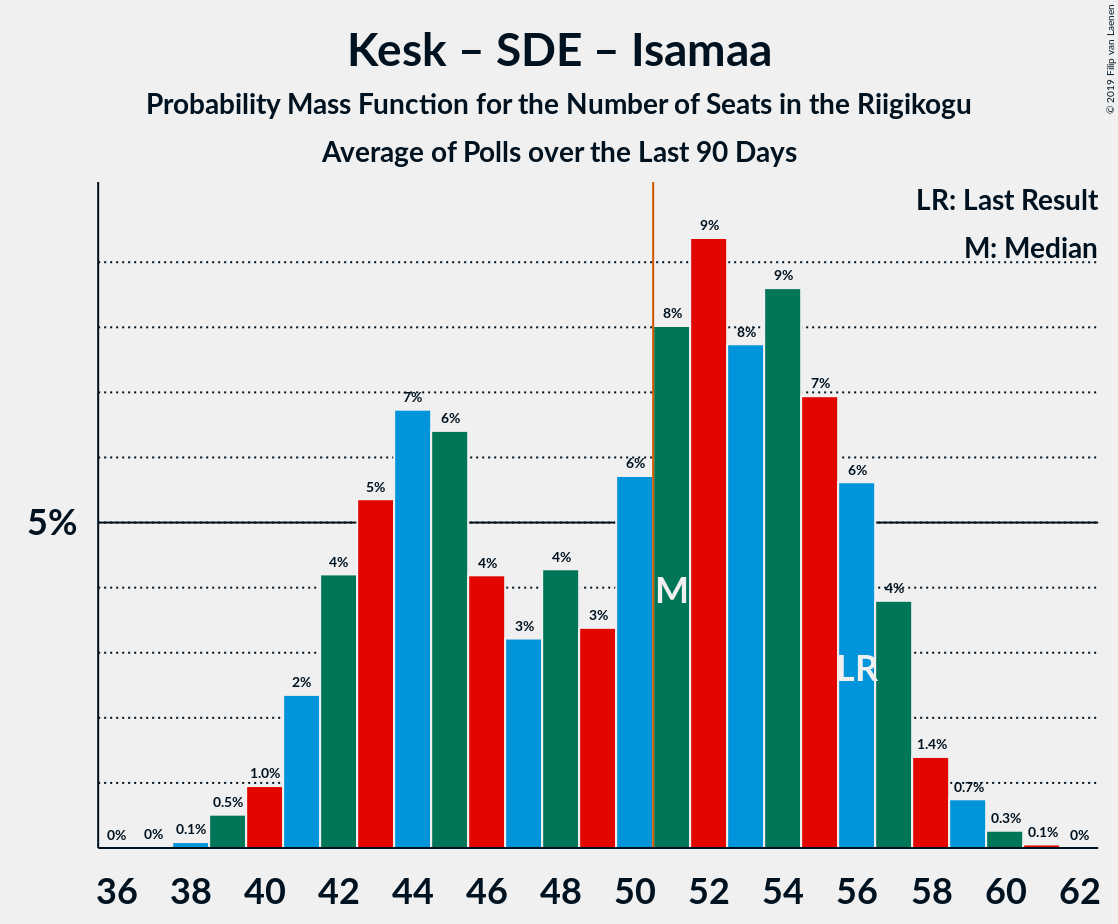 Kesk – SDE – Isamaa
Probability Mass Function for the Number of Seats in the Riigikogu
Average of Polls over the Last 90 Days
© 2019 Filip van Laenen
LR: Last Result
M: Median
5%
0% 0% 0.1% 0.5% 1.0% 2% 4% 5% 7% 6% 4% 3% 4% 3% 6% 8% 9% 8% 9% 7% 6% 4% 1.4% 0.7% 0.3% 0.1% 0%
M
LR
36 38 40 42 44 46 48 50 52 54 56 58 60 62